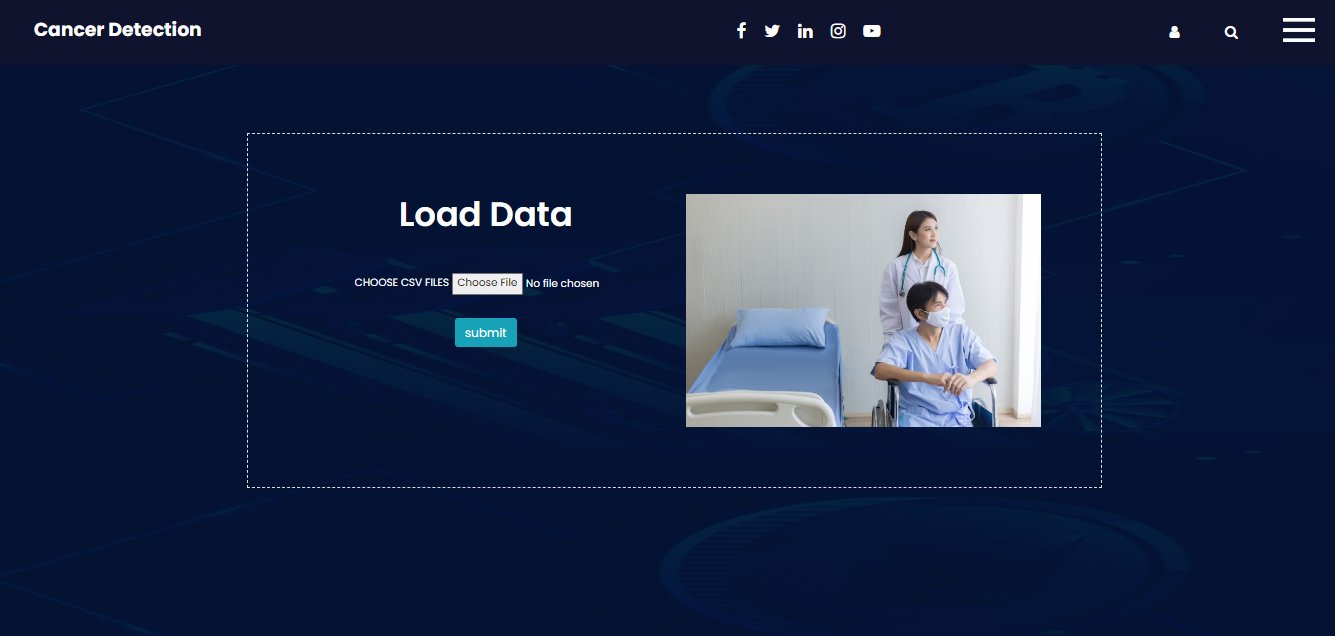 Cancer Detection
Load Data
CHOOSE CSV FILES Choose File No file chosen
submit